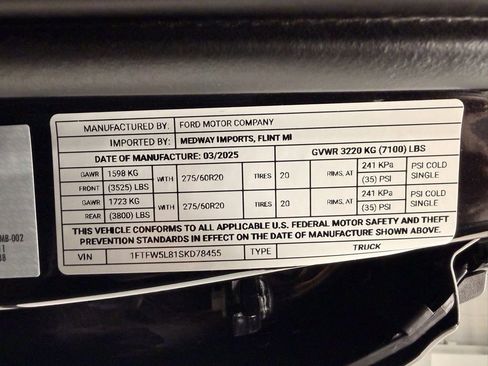 MANUFACTURED BY: FORD MOTOR COMPANY
IMPORTED BY: MEDWAY IMPORTS, FLINT MI
DATE OF MANUFACTURE: 03/2025 GVWR 3220 KG (7100) LBS
GAWR 1598 KG WITH 275/60R20 TIRES 20 RIMS, AT 241 KPa PSI COLD
FRONT (3525) LBS (35) PSI SINGLE
GAWR 1723 KG WITH 275/60R20 TIRES 20 RIMS, AT 241 KPa PSI COLD
REAR (3800) LBS (35) PSI SINGLE
THIS VEHICLE CONFORMS TO ALL APPLICABLE U.S. FEDERAL MOTOR SAFETY AND THEFT
PREVENTION STANDARDS IN EFFECT ON THE DATE OF MANUFACTURE SHOWN ABOVE.
VIN 1FTFW5L81SKD78455 TYPE TRUCK